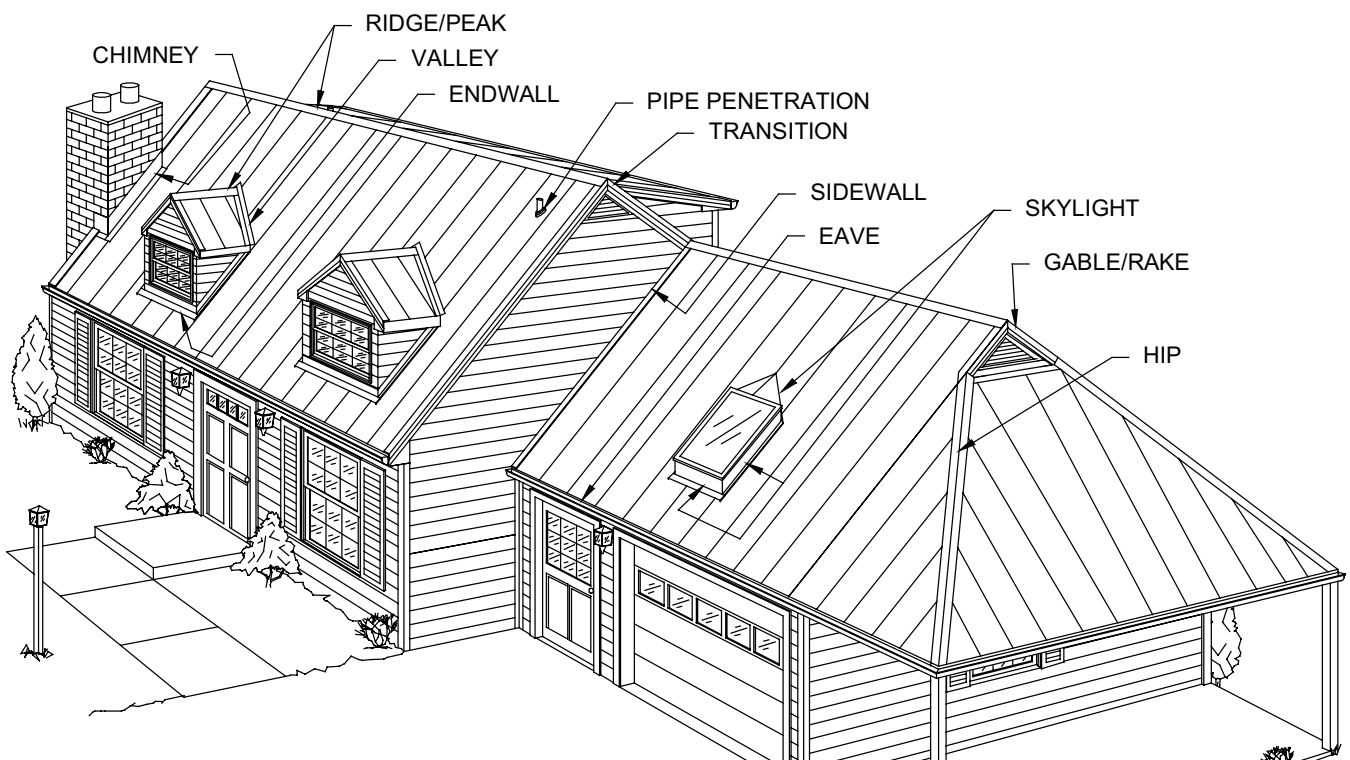 RIDGE/PEAK
CHIMNEY
VALLEY
ENDWALL
PIPE PENETRATION
TRANSITION
SIDEWALL
SKYLIGHT
EAVE
GABLE/RAKE
HIP